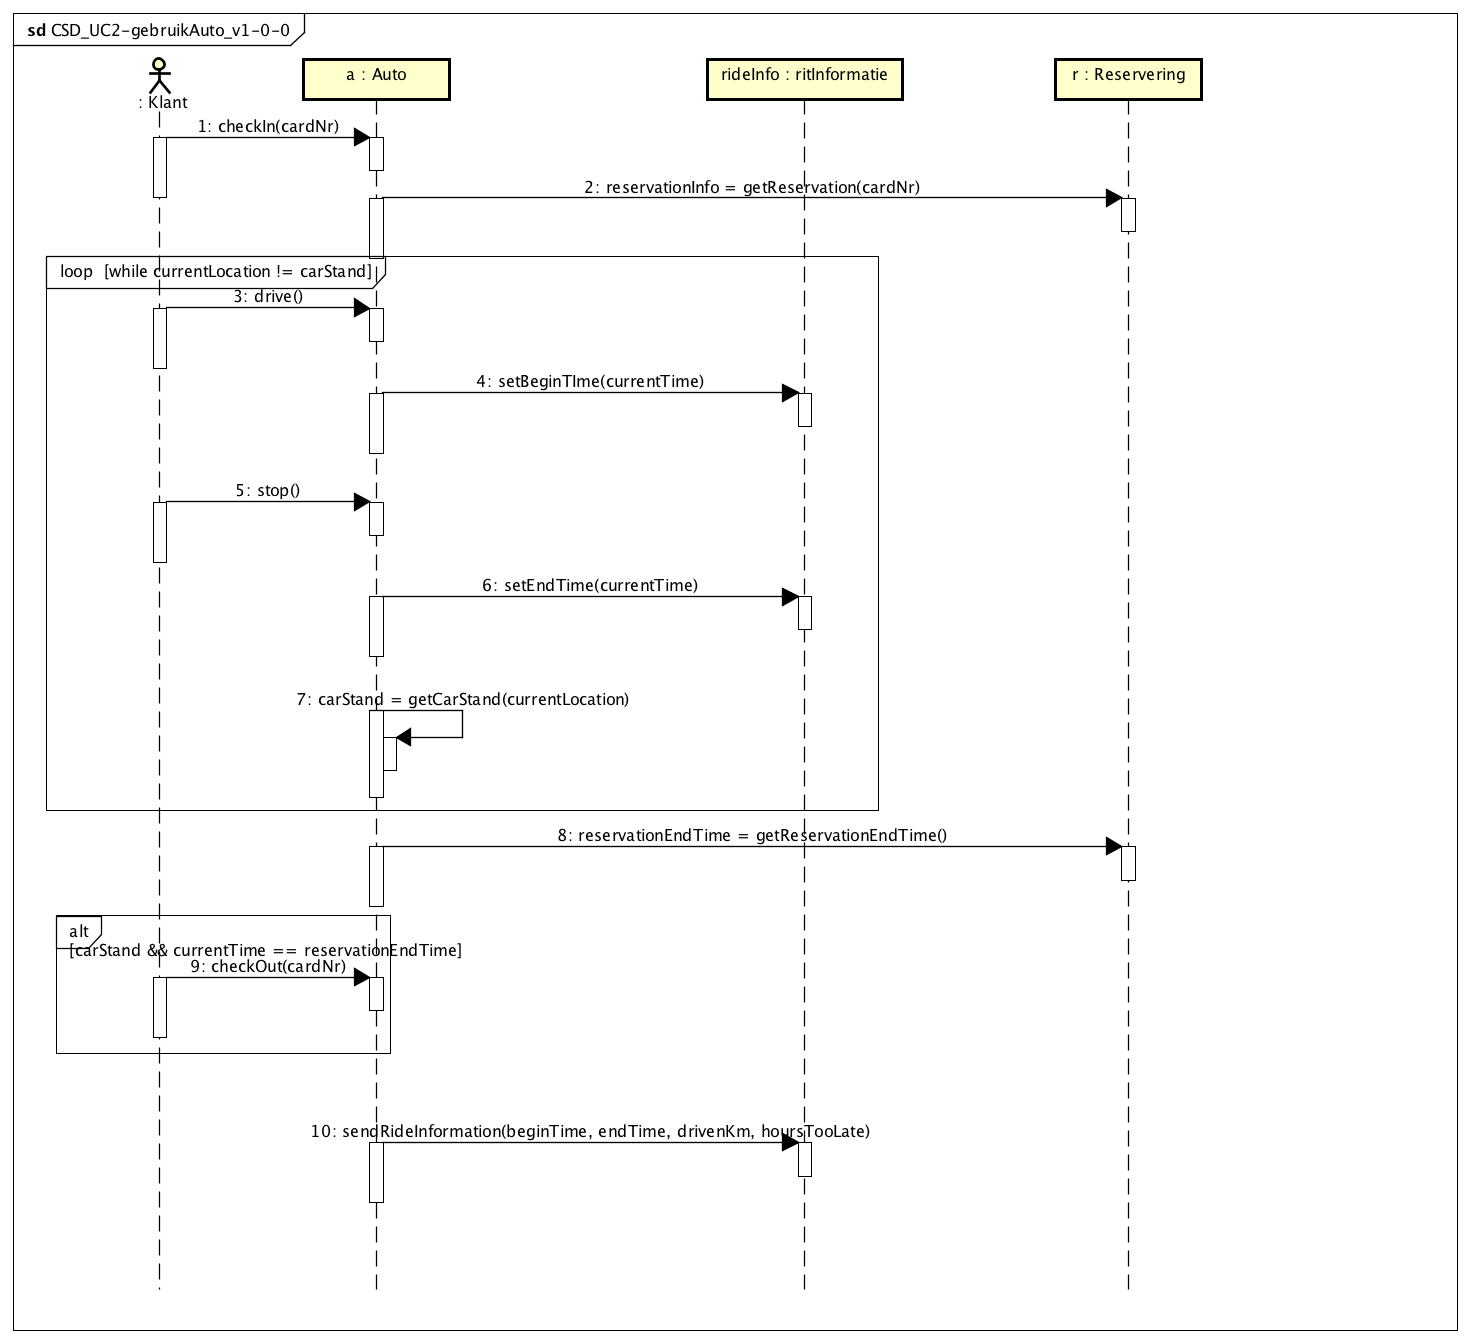 sd CSD_UC2-gebruikAuto_v1-0-0
: Klant
a : Auto
rideInfo : ritInformatie
r : Reservering
1: checkIn(cardNr)
2: reservationInfo = getReservation(cardNr)
loop [while currentLocation != carStand]
3: drive()
4: setBeginTIme(currentTime)
5: stop()
6: setEndTime(currentTime)
7: carStand = getCarStand(currentLocation)
8: reservationEndTime = getReservationEndTime()
alt
[carStand && currentTime == reservationEndTime]
9: checkOut(cardNr)
10: sendRideInformation(beginTime, endTime, drivenKm, hoursTooLate)